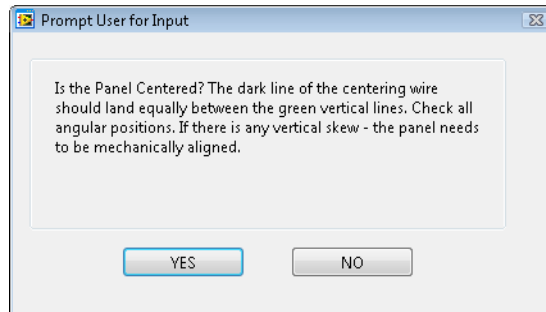 Prompt User for Input
Is the Panel Centered? The dark line of the centering wire
should land equally between the green vertical lines. Check all
angular positions. If there is any vertical skew - the panel needs
to be mechanically aligned.
YES
NO